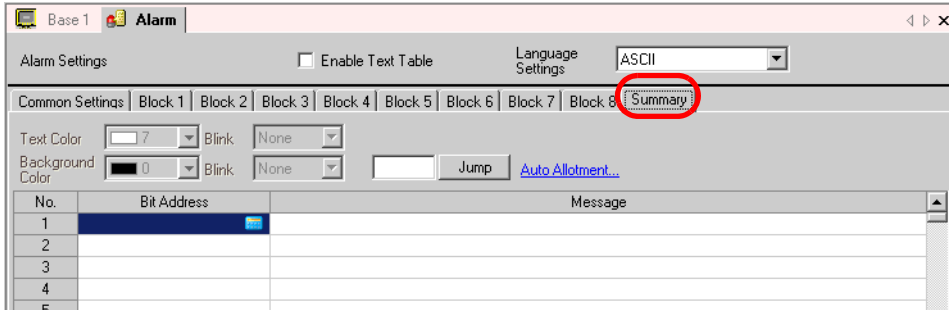 Base 1 Alarm
Alarm Settings Enable Text Table Language Settings ASCII
Common Settings Block 1 Block 2 Block 3 Block 4 Block 5 Block 6 Block 7 Block 8 Summary
Text Color 7 Blink None
Background Color 0 Blink None Jump Auto Allotment...
No. Bit Address Message
1
2
3
4
5